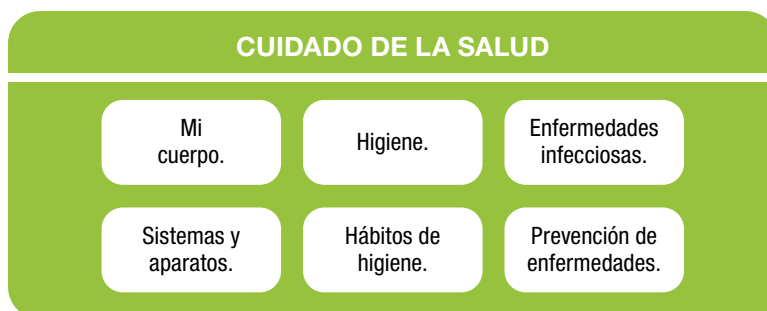 CUIDADO DE LA SALUD
Mi
cuerpo.
Higiene.
Enfermedades
infecciosas.
Sistemas y
aparatos.
Hábitos de
higiene.
Prevención de
enfermedades.